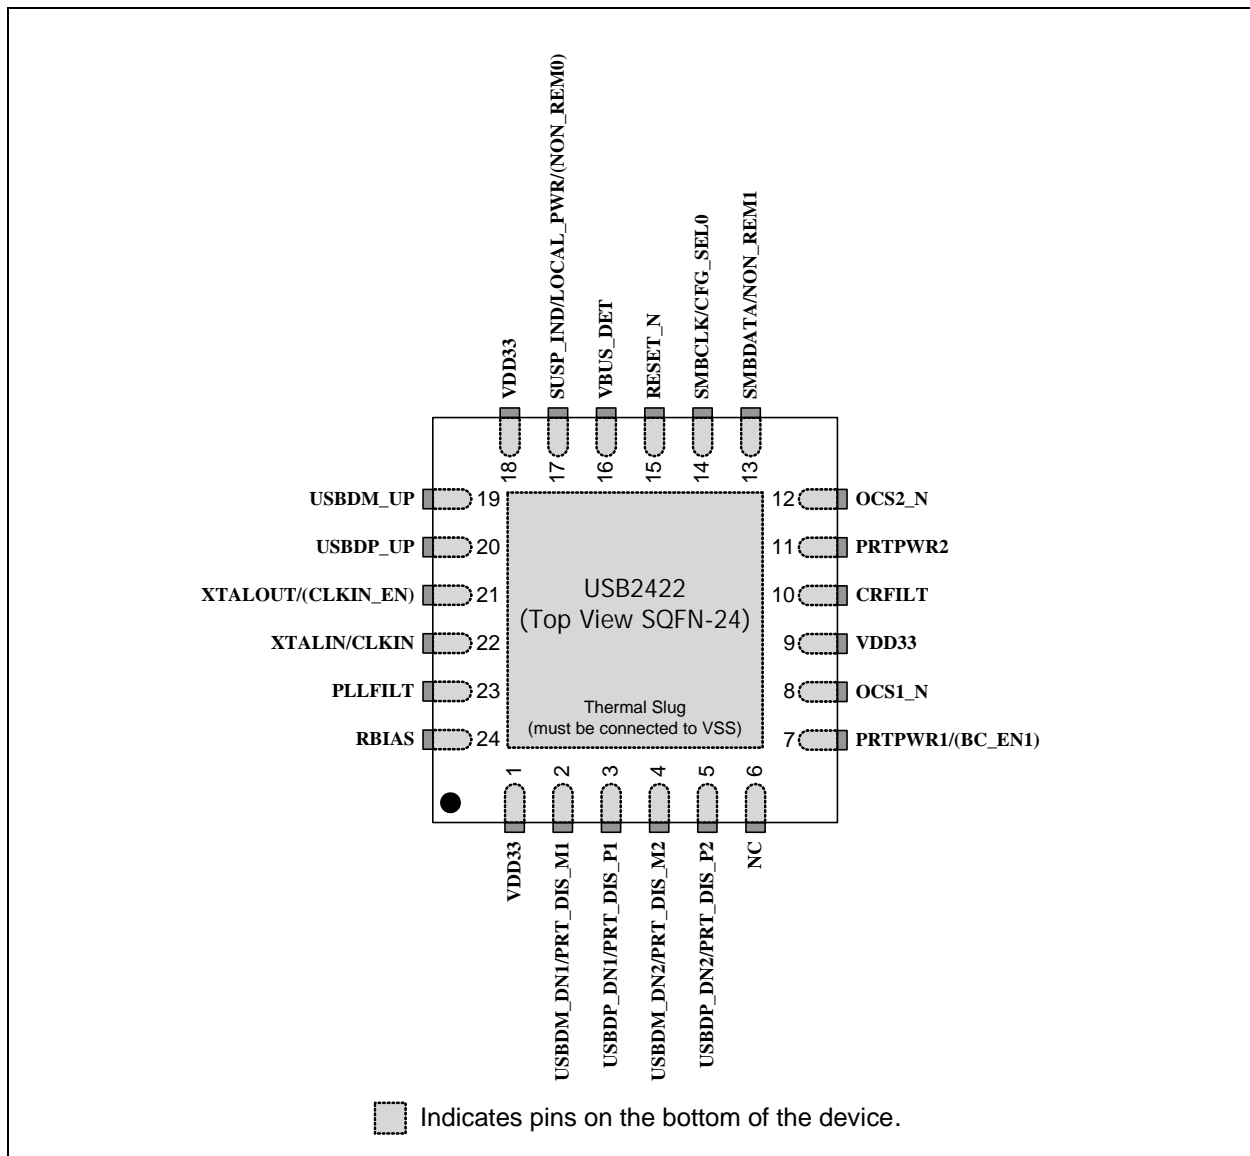 SUSP_IND/LOCAL_PWR/(NON_REM0)
SMBCLK/CFG_SEL0
SMBDATA/NON_REM1
VDD33
VBUS_DET
RESET_N
18
17
16
15
14
13
USBDM_UP 19
USBDP_UP 20
XTALOUT/(CLKIN_EN) 21
XTALIN/CLKIN 22
PLLFILT 23
RBIAS 24
12 OCS2_N
11 PRTPWR2
10 CRFILT
9 VDD33
8 OCS1_N
7 PRTPWR1/(BC_EN1)
USB2422
(Top View SQFN-24)
Thermal Slug
(must be connected to VSS)
1
2
3
4
5
6
VDD33
USBDM_DN1/PRT_DIS_M1
USBDP_DN1/PRT_DIS_P1
USBDM_DN2/PRT_DIS_M2
USBDP_DN2/PRT_DIS_P2
NC
Indicates pins on the bottom of the device.